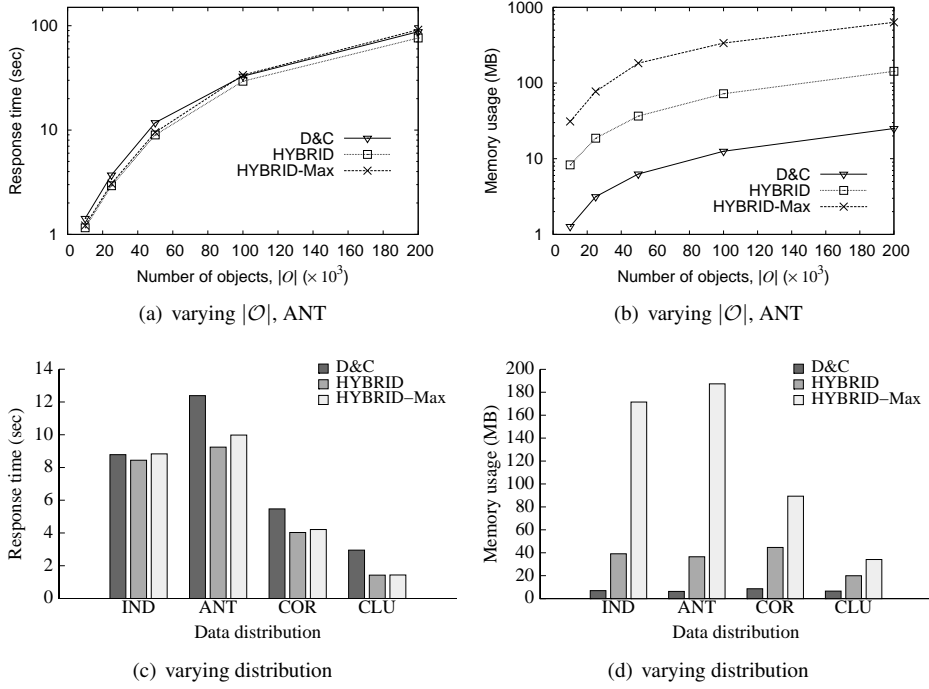 100
10
1
Response time (sec)
0 20 40 60 80 100 120 140 160 180 200
Number of objects, |O| (× 10³)
D&C
HYBRID
HYBRID-Max
(a) varying |𝒪|, ANT
1000
100
10
1
Memory usage (MB)
0 20 40 60 80 100 120 140 160 180 200
Number of objects, |O| (× 10³)
D&C
HYBRID
HYBRID-Max
(b) varying |𝒪|, ANT
14
12
10
8
6
4
2
0
Response time (sec)
D&C
HYBRID
HYBRID−Max
IND ANT COR CLU
Data distribution
(c) varying distribution
200
180
160
140
120
100
80
60
40
20
0
Memory usage (MB)
D&C
HYBRID
HYBRID−Max
IND ANT COR CLU
Data distribution
(d) varying distribution